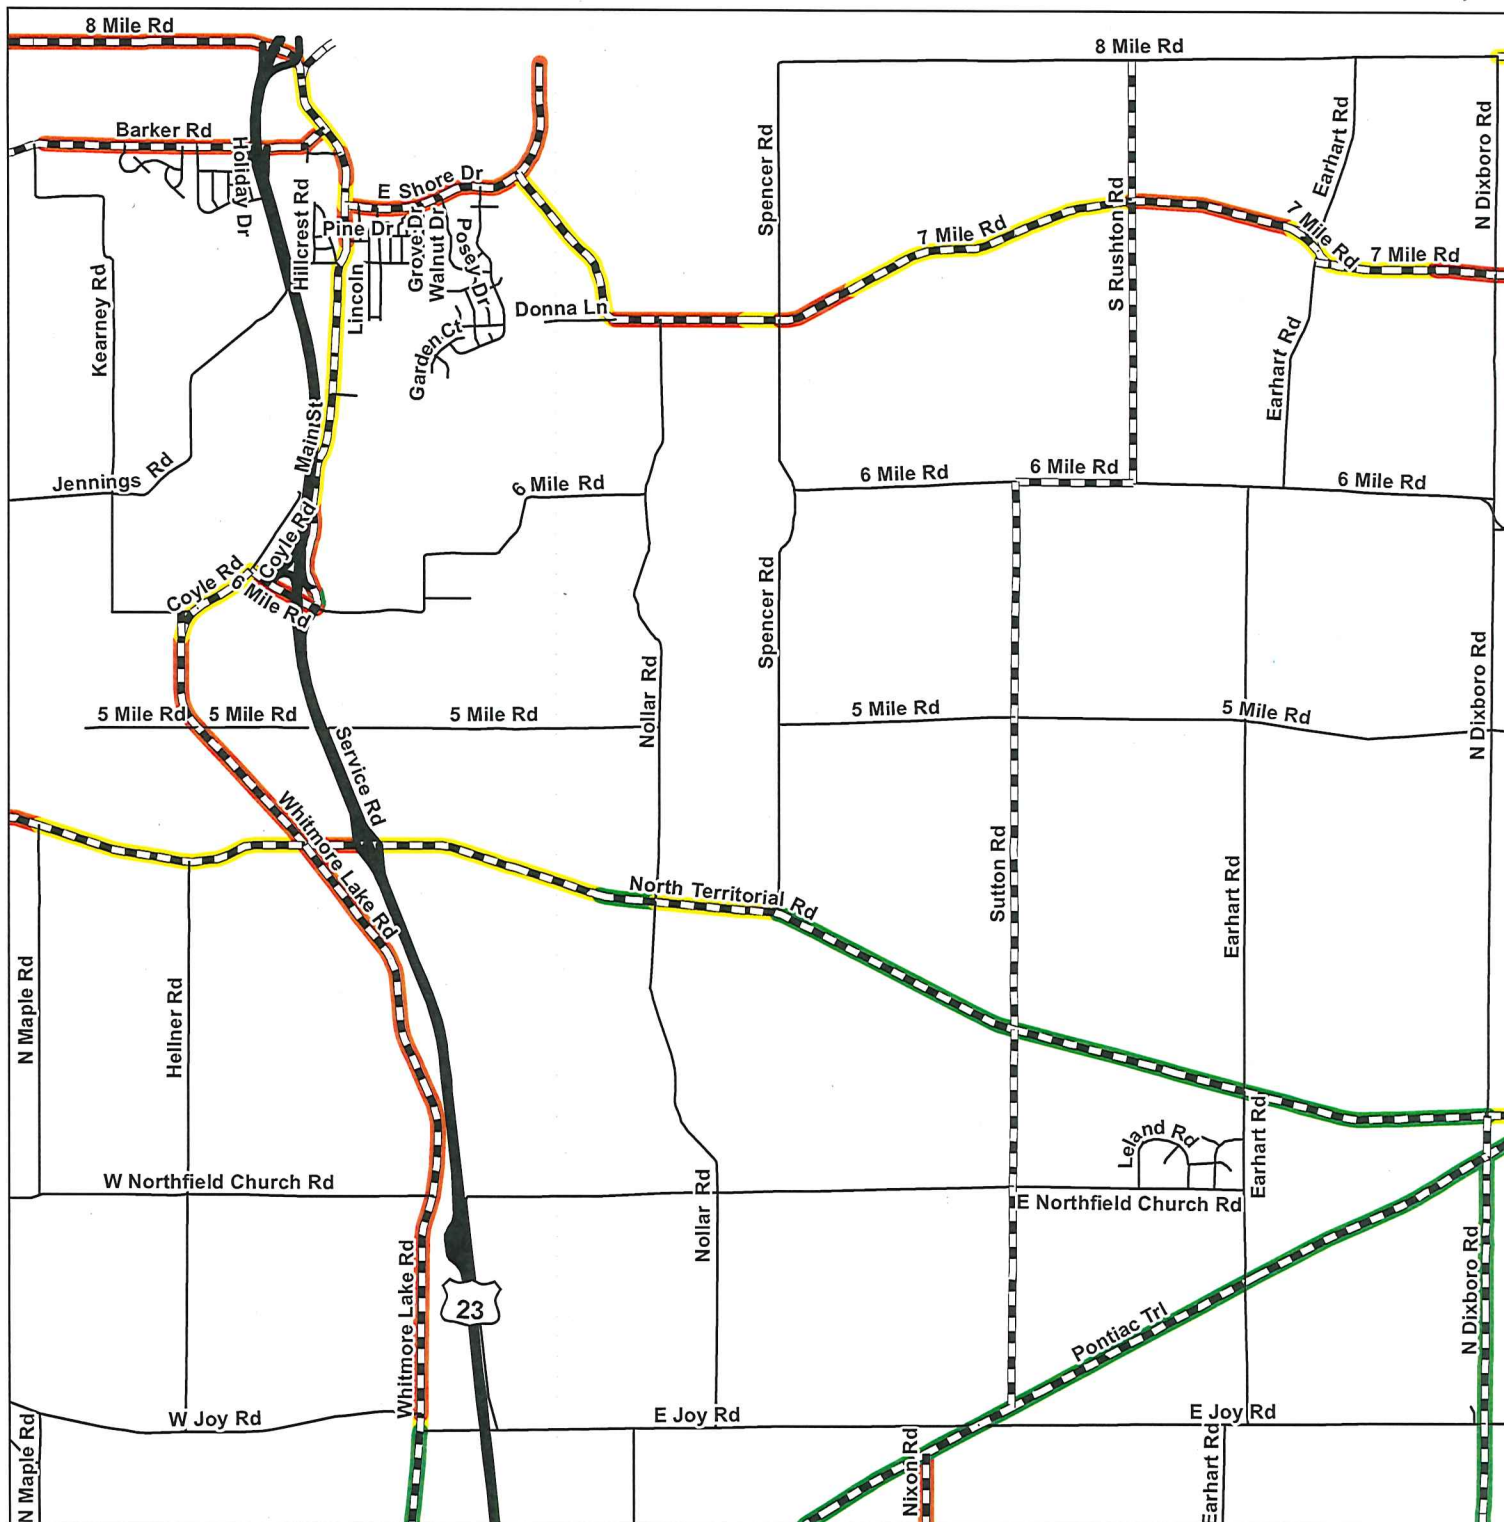 8 Mile Rd
8 Mile Rd
Barker Rd
Holiday Dr
E Shore Dr
Spencer Rd
Earhart Rd
N Dixboro Rd
Hillcrest Rd
Pine Dr
Grove Dr
Walnut Dr
Posey Dr
7 Mile Rd
S Rushton Rd
7 Mile Rd
7 Mile Rd
Kearney Rd
Lincoln
Donna Ln
Garden Ct
Earhart Rd
Main St
Jennings Rd
6 Mile Rd
6 Mile Rd
6 Mile Rd
6 Mile Rd
Coyle Rd
Coyle Rd
6 Mile Rd
Spencer Rd
Nollar Rd
N Dixboro Rd
5 Mile Rd
5 Mile Rd
5 Mile Rd
5 Mile Rd
5 Mile Rd
Service Rd
Whitmore Lake Rd
North Territorial Rd
Sutton Rd
Earhart Rd
N Maple Rd
Hellner Rd
Leland Rd
Earhart Rd
W Northfield Church Rd
E Northfield Church Rd
Nollar Rd
Whitmore Lake Rd
23
Pontiac Trl
N Dixboro Rd
W Joy Rd
E Joy Rd
E Joy Rd
N Maple Rd
Nixon Rd
Earhart Rd